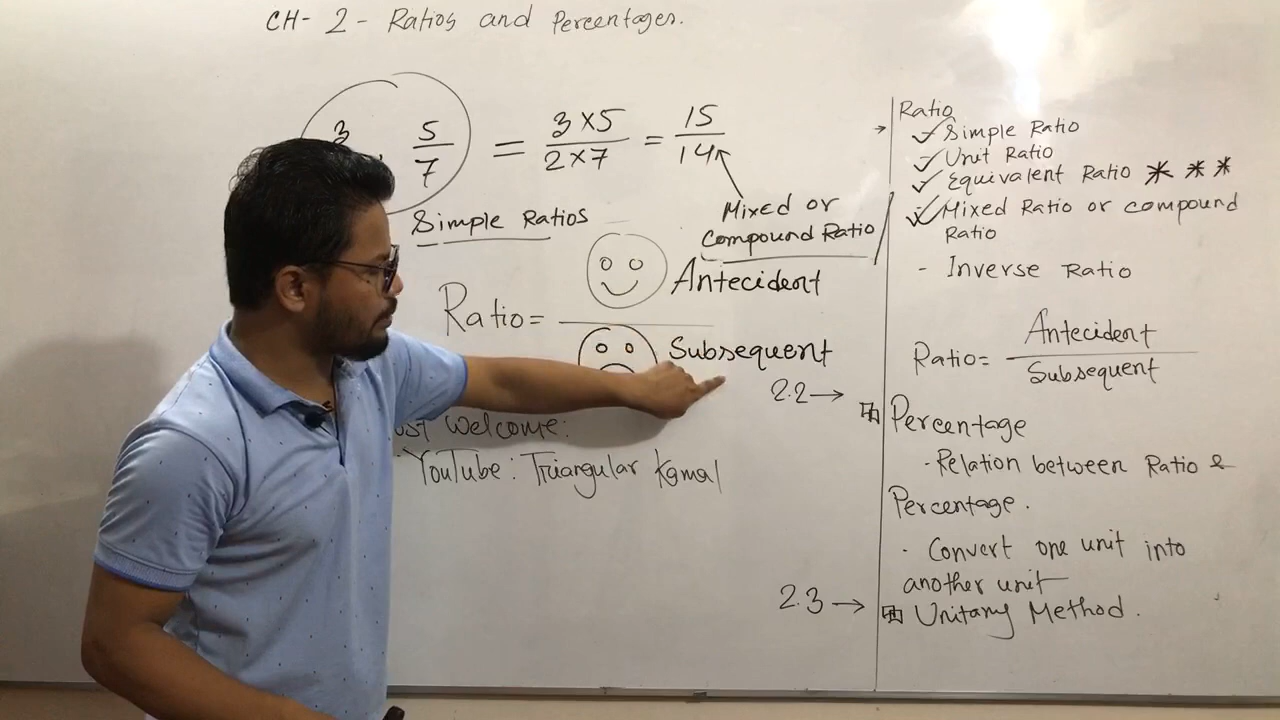 CH- 2 - Ratios and Percentages.
3 5/7 = 3 X 5 / 2 X 7 = 15/14
Simple Ratios
Mixed or
Compound Ratio
Ratio = Antecident / Subsequent
Welcome:
YouTube: Triangular Kamal
Ratio
Simple Ratio
Unit Ratio
Equivalent Ratio * * *
Mixed Ratio or compound
Ratio
- Inverse Ratio
Ratio = Antecident / Subsequent
2.2 →
Percentage
· Relation between Ratio &
Percentage.
· Convert one unit into
another unit
2.3 →
Unitary Method.